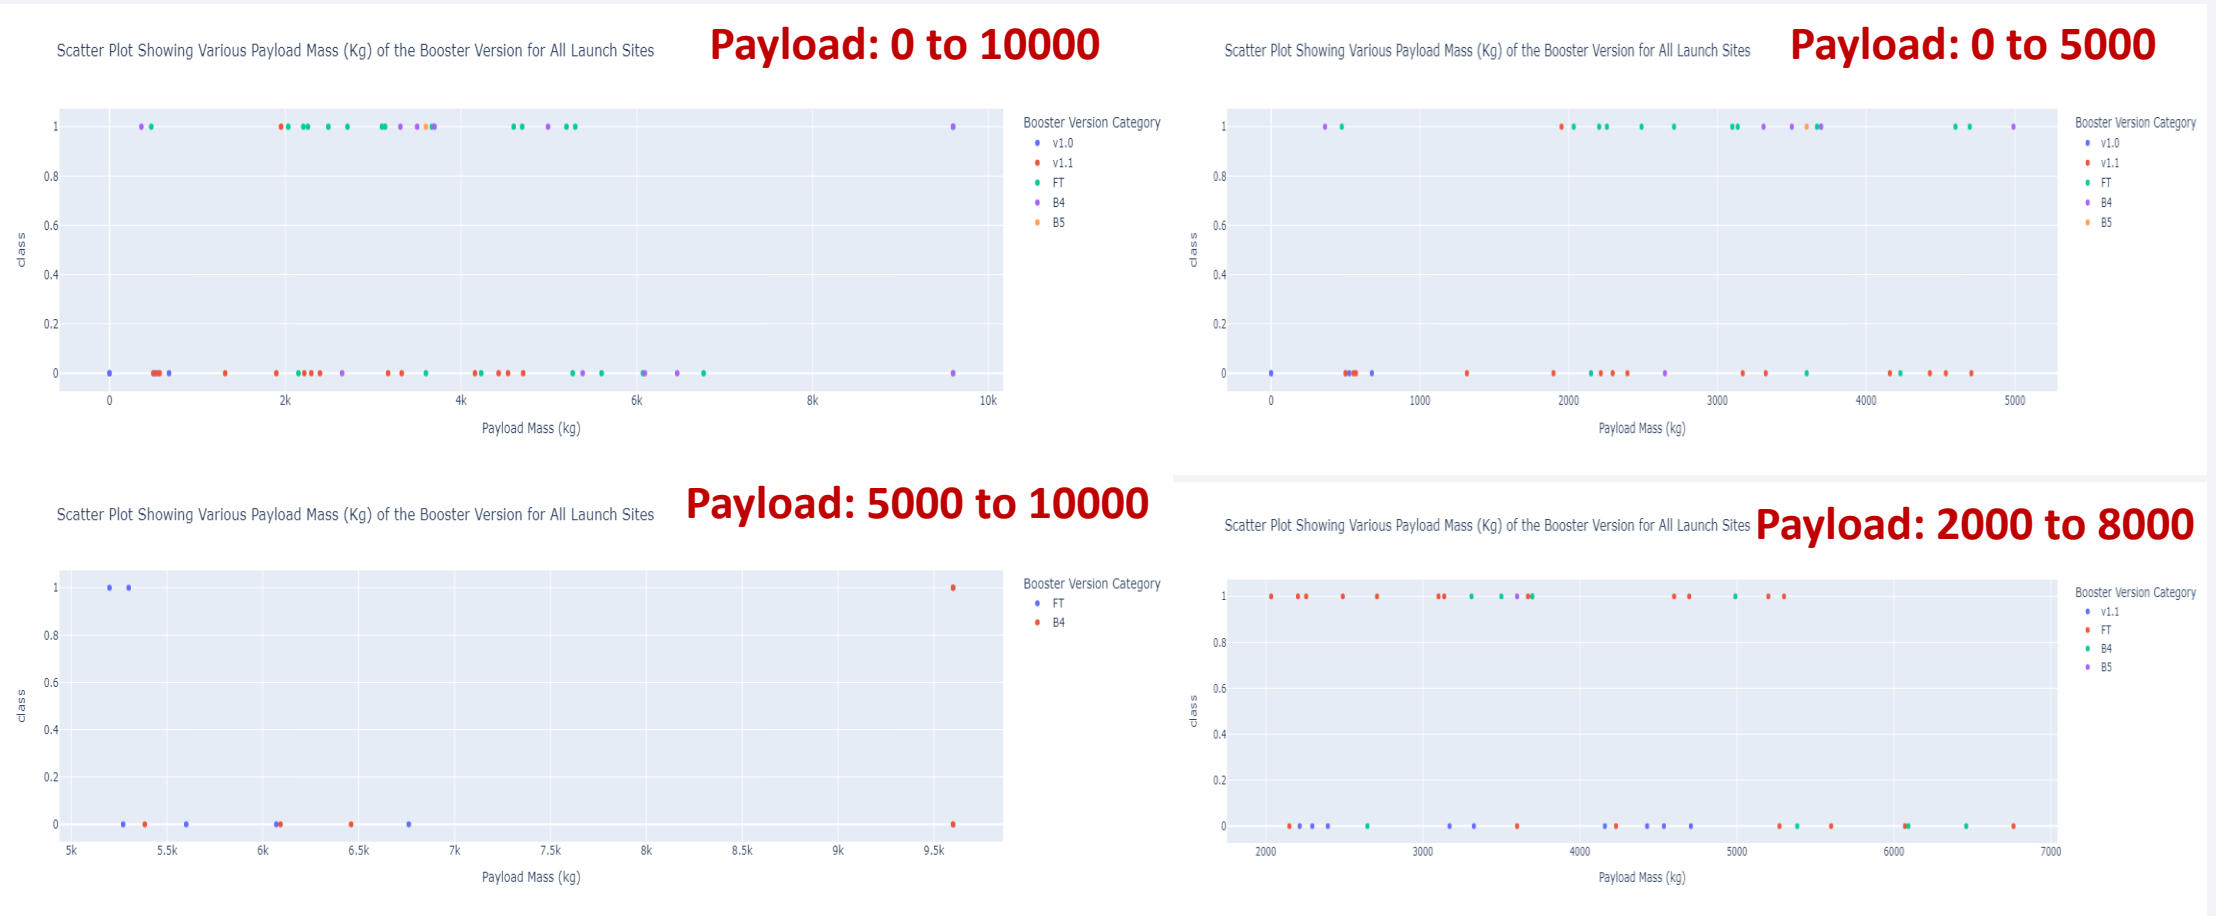 Scatter Plot Showing Various Payload Mass (Kg) of the Booster Version for All Launch Sites
Payload: 0 to 10000
Booster Version Category
v1.0
v1.1
FT
B4
B5
class
1
0.8
0.6
0.4
0.2
0
0 2k 4k 6k 8k 10k
Payload Mass (kg)
Scatter Plot Showing Various Payload Mass (Kg) of the Booster Version for All Launch Sites
Payload: 0 to 5000
Booster Version Category
v1.0
v1.1
FT
B4
B5
class
1
0.8
0.6
0.4
0.2
0
0 1000 2000 3000 4000 5000
Payload Mass (kg)
Scatter Plot Showing Various Payload Mass (Kg) of the Booster Version for All Launch Sites
Payload: 5000 to 10000
Booster Version Category
FT
B4
class
1
0.8
0.6
0.4
0.2
0
5k 5.5k 6k 6.5k 7k 7.5k 8k 8.5k 9k 9.5k
Payload Mass (kg)
Scatter Plot Showing Various Payload Mass (Kg) of the Booster Version for All Launch Sites
Payload: 2000 to 8000
Booster Version Category
v1.1
FT
B4
B5
class
1
0.8
0.6
0.4
0.2
0
2000 3000 4000 5000 6000 7000
Payload Mass (kg)